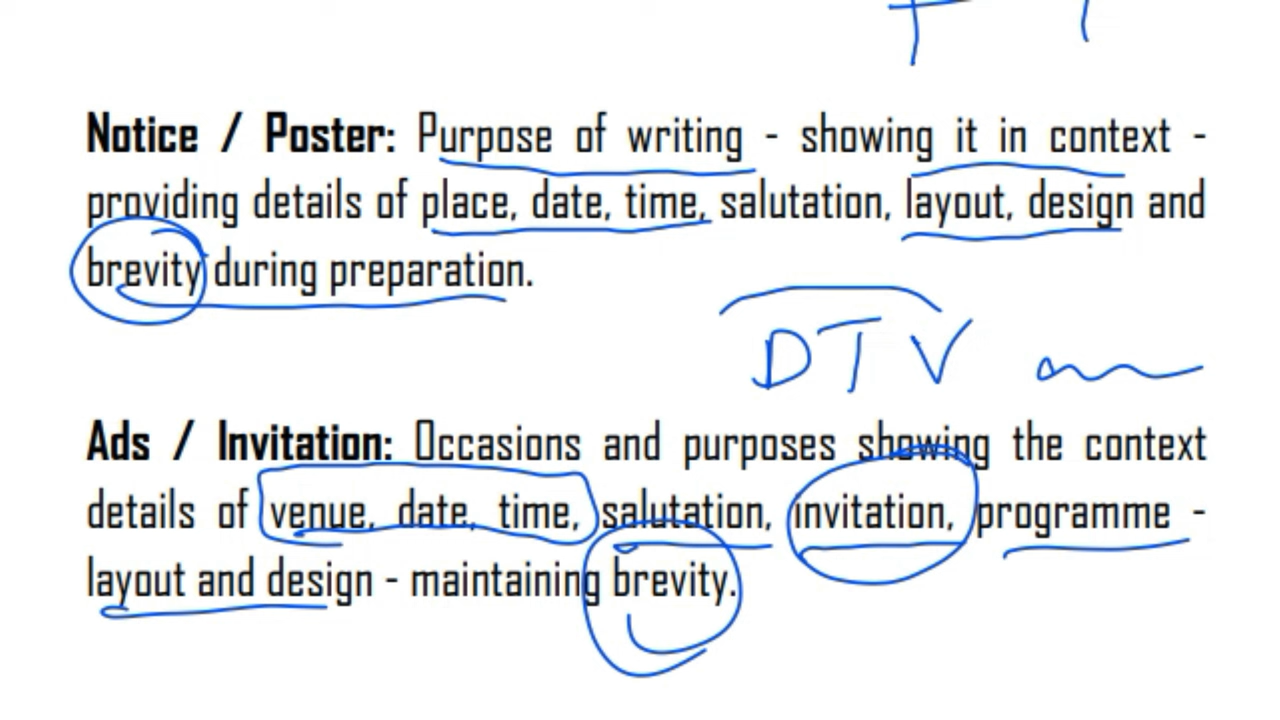 Notice / Poster: Purpose of writing - showing it in context -
providing details of place, date, time, salutation, layout, design and
brevity during preparation.
DTV
Ads / Invitation: Occasions and purposes showing the context
details of venue, date, time, salutation, invitation, programme -
layout and design - maintaining brevity.